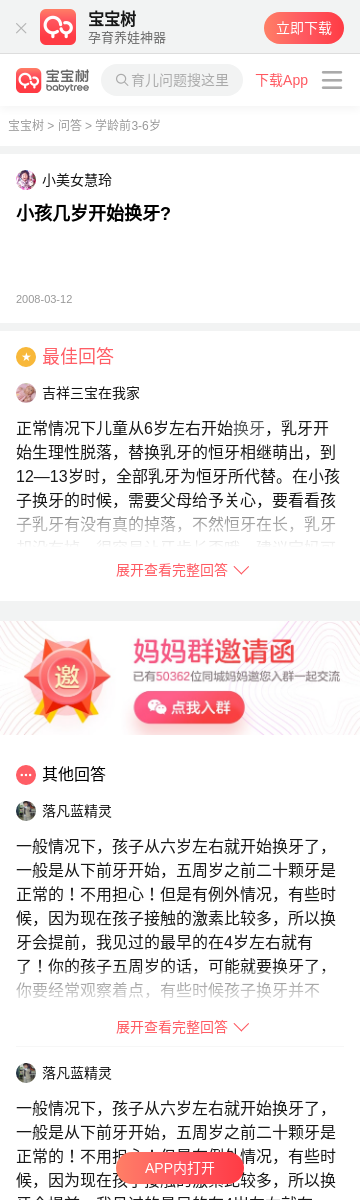 宝宝树
孕育养娃神器
立即下载
宝宝树
babytree
育儿问题搜这里
下载App
宝宝树 > 问答 > 学龄前3-6岁
小美女慧玲
小孩几岁开始换牙?
2008-03-12
最佳回答
吉祥三宝在我家
正常情况下儿童从6岁左右开始换牙，乳牙开
始生理性脱落，替换乳牙的恒牙相继萌出，到
12—13岁时，全部乳牙为恒牙所代替。在小孩
子换牙的时候，需要父母给予关心，要看看孩
子乳牙有没有真的掉落，不然恒牙在长，乳牙
展开查看完整回答
邀
妈妈群邀请函
已有50362位同城妈妈邀您入群一起交流
点我入群
其他回答
落凡蓝精灵
一般情况下，孩子从六岁左右就开始换牙了，
一般是从下前牙开始，五周岁之前二十颗牙是
正常的！不用担心！但是有例外情况，有些时
候，因为现在孩子接触的激素比较多，所以换
牙会提前，我见过的最早的在4岁左右就有
了！你的孩子五周岁的话，可能就要换牙了，
你要经常观察着点，有些时候孩子换牙并不
展开查看完整回答
落凡蓝精灵
一般情况下，孩子从六岁左右就开始换牙了，
一般是从下前牙开始，五周岁之前二十颗牙是
正常的！不用担心！但是有例外情况，有些时
APP内打开
候，因为现在孩子接触的激素比较多，所以换